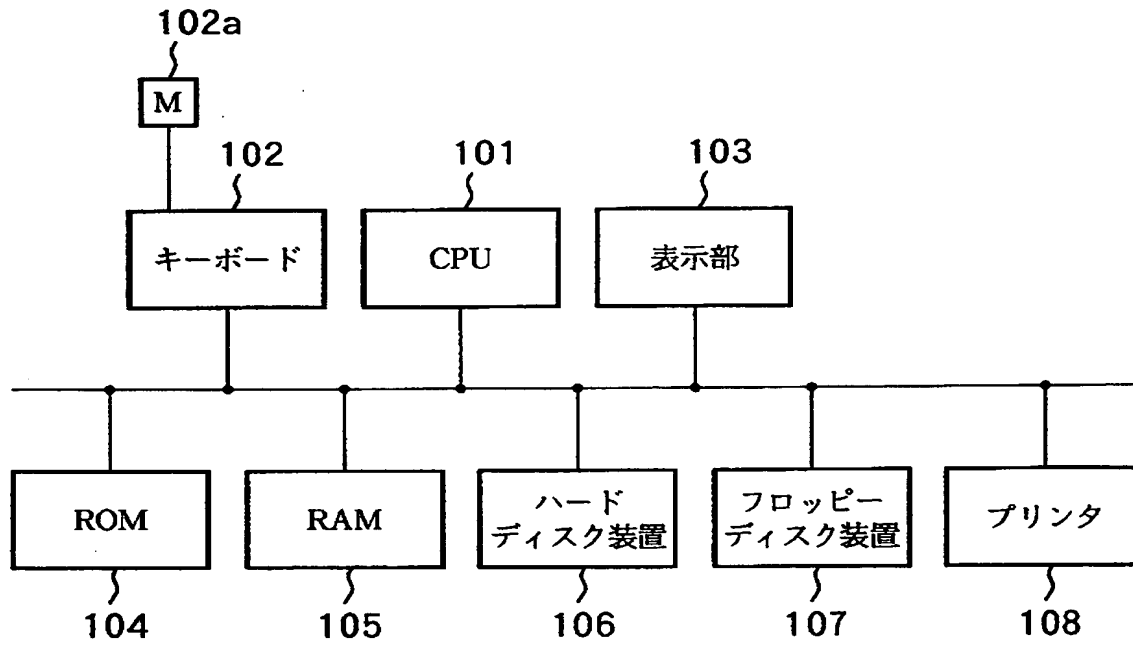 102a
M
102
101
103
キーボード
CPU
表示部
ROM
RAM
ハード
ディスク装置
フロッピー
ディスク装置
プリンタ
104
105
106
107
108